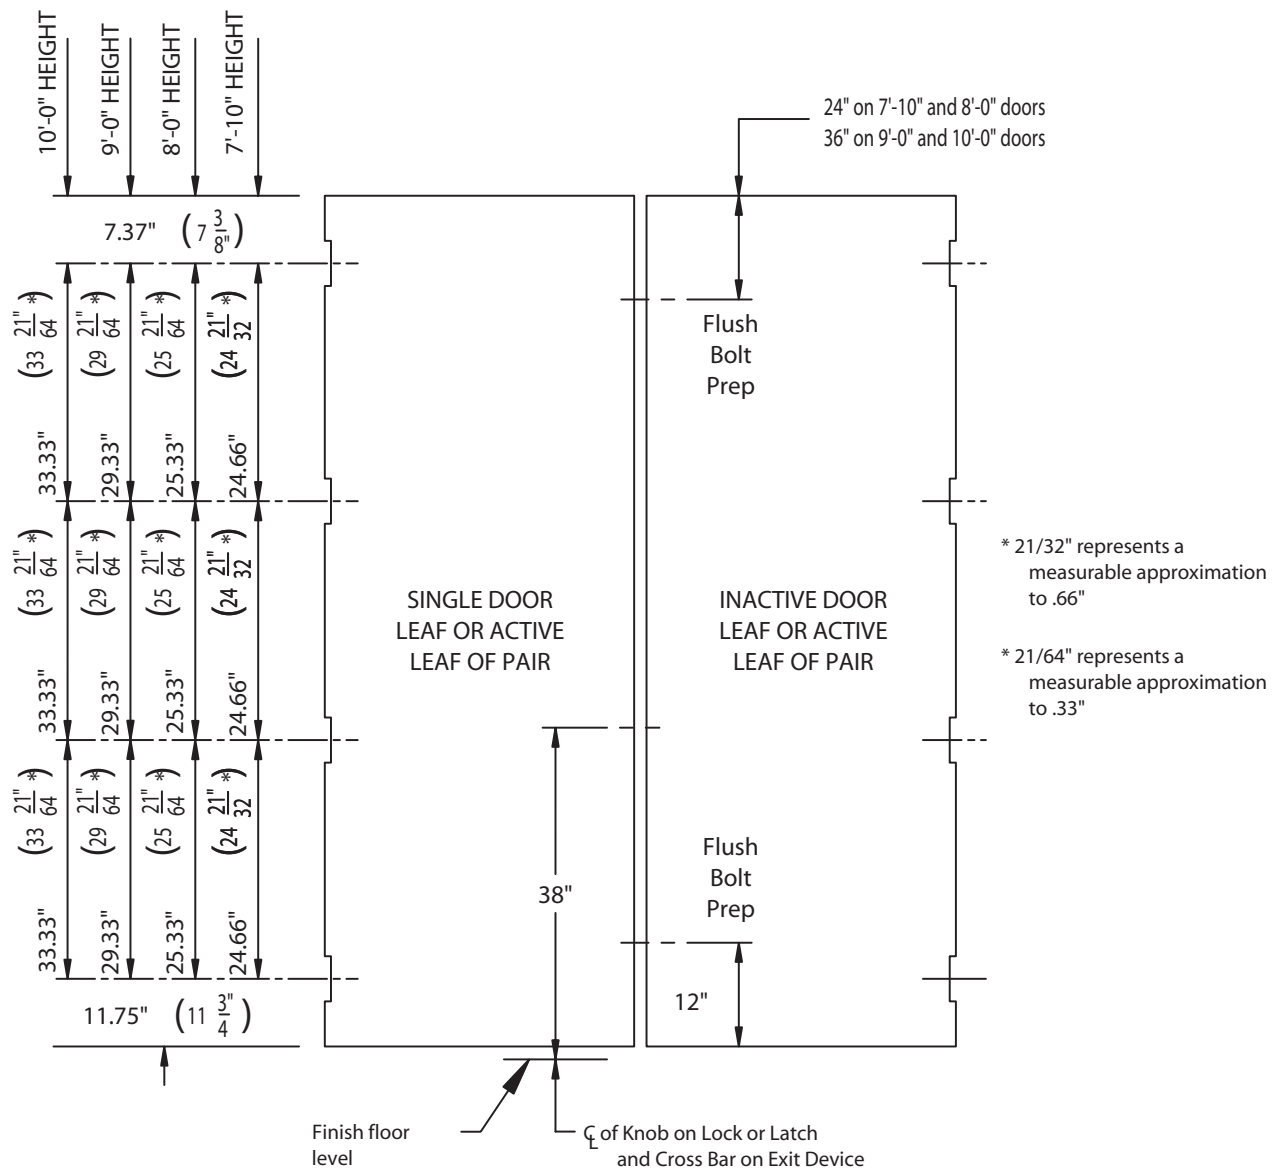 10'-0" HEIGHT
9'-0" HEIGHT
8'-0" HEIGHT
7'-10" HEIGHT
24" on 7'-10" and 8'-0" doors
36" on 9'-0" and 10'-0" doors
7.37" (7 3/8")
(33 21/64" *)
(29 21/64" *)
(25 21/64" *)
(24 21/32" *)
33.33"
29.33"
25.33"
24.66"
Flush
Bolt
Prep
(33 21/64" *)
(29 21/64" *)
(25 21/64" *)
(24 21/32" *)
33.33"
29.33"
25.33"
24.66"
SINGLE DOOR
LEAF OR ACTIVE
LEAF OF PAIR
INACTIVE DOOR
LEAF OR ACTIVE
LEAF OF PAIR
* 21/32" represents a
measurable approximation
to .66"
* 21/64" represents a
measurable approximation
to .33"
(33 21/64" *)
(29 21/64" *)
(25 21/64" *)
(24 21/32" *)
33.33"
29.33"
25.33"
24.66"
38"
Flush
Bolt
Prep
12"
11.75" (11 3/4")
Finish floor
level
CL of Knob on Lock or Latch
and Cross Bar on Exit Device